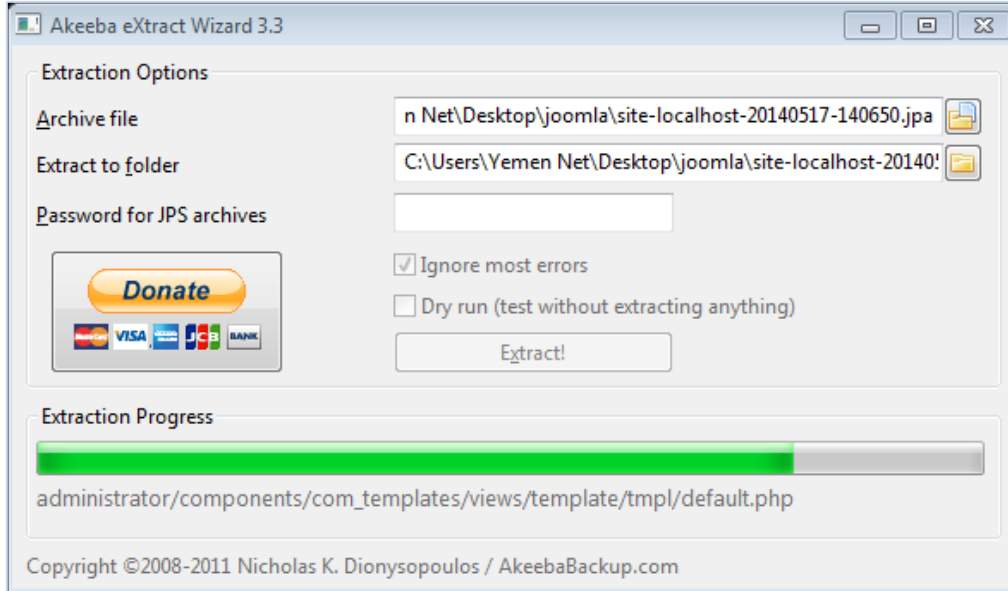 Akeeba eXtract Wizard 3.3
Extraction Options
Archive file
n Net\Desktop\joomla\site-localhost-20140517-140650.jpa
Extract to folder
C:\Users\Yemen Net\Desktop\joomla\site-localhost-20140
Password for JPS archives
Donate
Ignore most errors
VISA
JCB
BANK
Dry run (test without extracting anything)
Extract!
Extraction Progress
administrator/components/com_templates/views/template/tmpl/default.php
Copyright ©2008-2011 Nicholas K. Dionysopoulos / AkeebaBackup.com